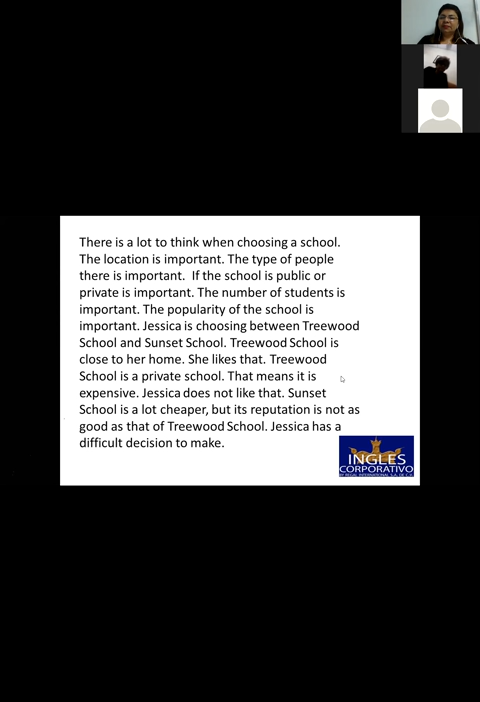 There is a lot to think when choosing a school.
The location is important. The type of people
there is important.  If the school is public or
private is important. The number of students is
important. The popularity of the school is
important. Jessica is choosing between Treewood
School and Sunset School. Treewood School is
close to her home. She likes that. Treewood
School is a private school. That means it is
expensive. Jessica does not like that. Sunset
School is a lot cheaper, but its reputation is not as
good as that of Treewood School. Jessica has a
difficult decision to make.
INGLES
CORPORATIVO
BY REGAL INTERNATIONAL S.A. DE C.V.